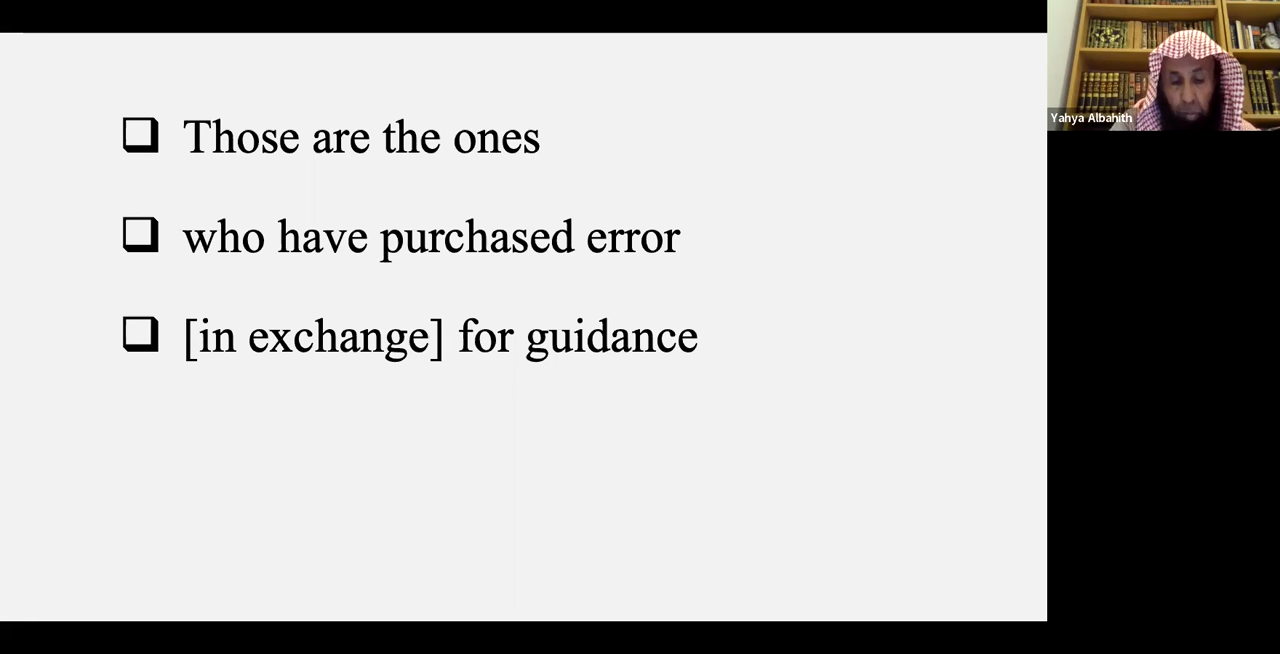 Those are the ones
who have purchased error
[in exchange] for guidance
Yahya Albahith